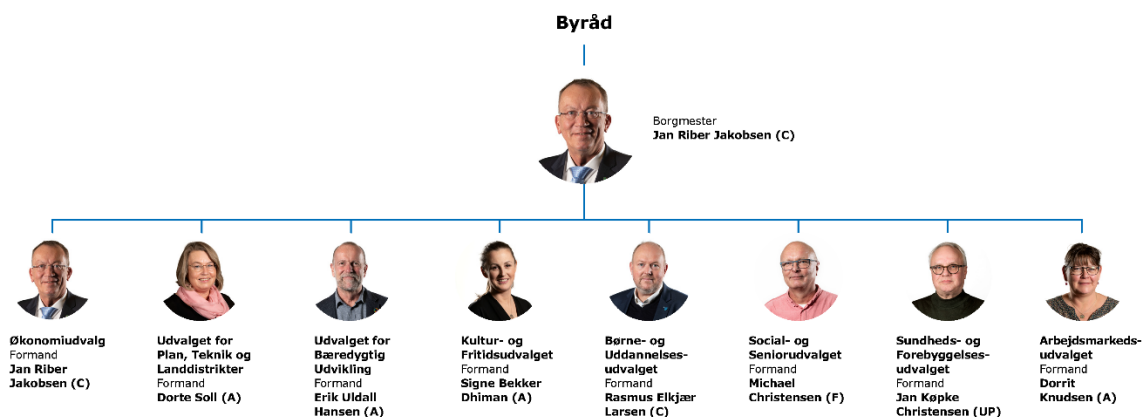 Byråd
Borgmester
Jan Riber Jakobsen (C)
Økonomiudvalg
Formand
Jan Riber
Jakobsen (C)
Udvalget for
Plan, Teknik og
Landdistrikter
Formand
Dorte Soll (A)
Udvalget for
Bæredygtig
Udvikling
Formand
Erik Uldall
Hansen (A)
Kultur- og
Fritidsudvalget
Formand
Signe Bekker
Dhiman (A)
Børne- og
Uddannelses-
udvalget
Formand
Rasmus Elkjær
Larsen (C)
Social- og
Seniorudvalget
Formand
Michael
Christensen (F)
Sundheds- og
Forebyggelses-
udvalget
Formand
Jan Køpke
Christensen (UP)
Arbejdsmarkeds-
udvalget
Formand
Dorrit
Knudsen (A)